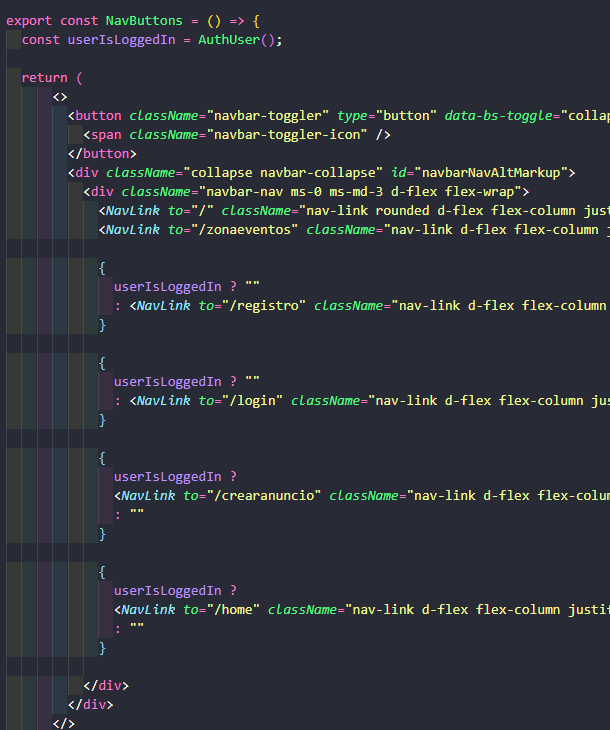 export const NavButtons = () => {
const userIsLoggedIn = AuthUser();
return (
<>
<button className="navbar-toggler" type="button" data-bs-toggle="collap
<span className="navbar-toggler-icon" />
</button>
<div className="collapse navbar-collapse" id="navbarNavAltMarkup">
<div className="navbar-nav ms-0 ms-md-3 d-flex flex-wrap">
<NavLink to="/" className="nav-link rounded d-flex flex-column just
<NavLink to="/zonaeventos" className="nav-link d-flex flex-column j
{
userIsLoggedIn ? ""
: <NavLink to="/registro" className="nav-link d-flex flex-column
}
{
userIsLoggedIn ? ""
: <NavLink to="/login" className="nav-link d-flex flex-column jus
}
{
userIsLoggedIn ?
<NavLink to="/crearanuncio" className="nav-link d-flex flex-colum
: ""
}
{
userIsLoggedIn ?
<NavLink to="/home" className="nav-link d-flex flex-column justif
: ""
}
</div>
</div>
</>